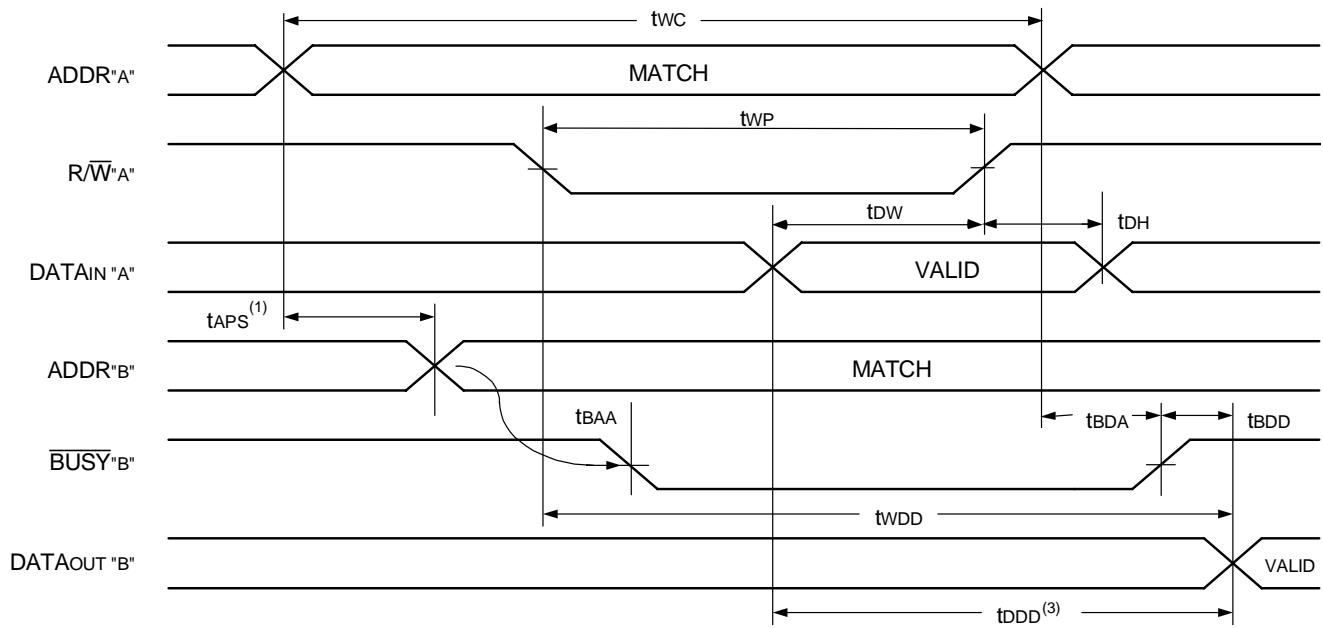 tWC
ADDR"A"
MATCH
tWP
R/W̅"A"
tDW
tDH
DATAIN "A"
VALID
tAPS(1)
ADDR"B"
MATCH
tBAA
tBDA
tBDD
B̅U̅S̅Y̅"B"
tWDD
DATAOUT "B"
VALID
tDDD(3)